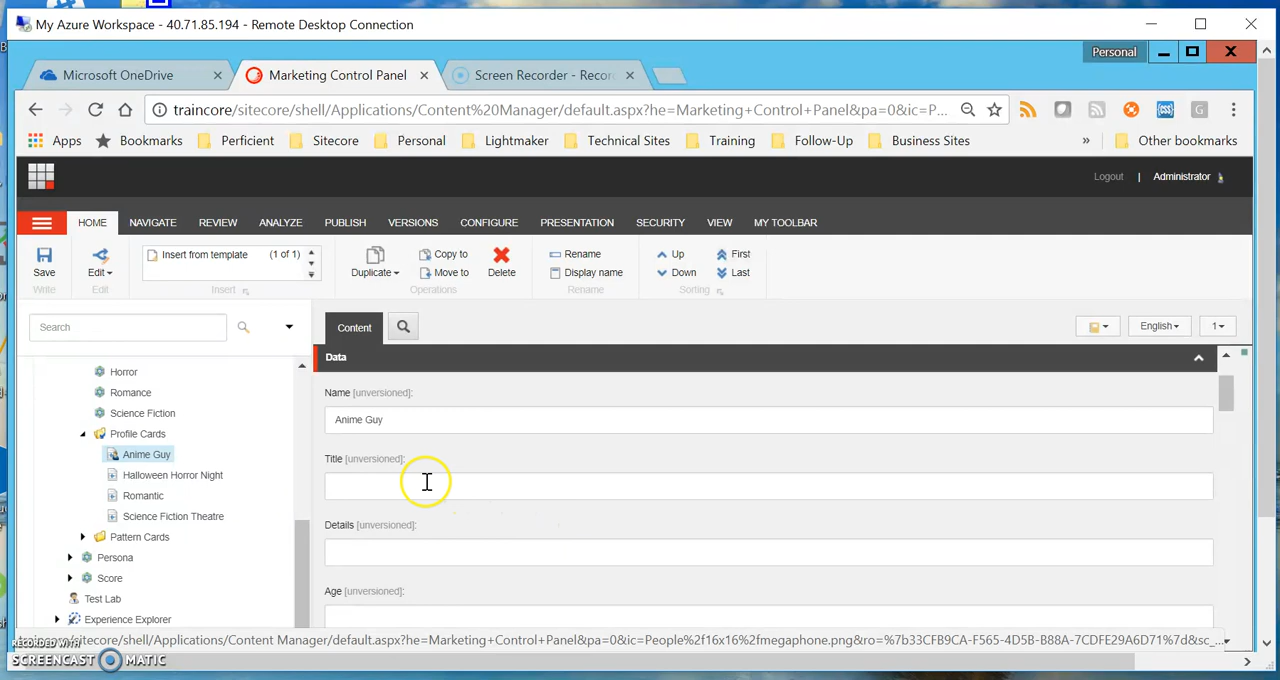 My Azure Workspace - 40.71.85.194 - Remote Desktop Connection
Personal
Microsoft OneDrive
Marketing Control Panel
Screen Recorder - Recor
traincore/sitecore/shell/Applications/Content%20Manager/default.aspx?he=Marketing+Control+Panel&pa=0&ic=P...
Apps Bookmarks Perficient Sitecore Personal Lightmaker Technical Sites Training Follow-Up Business Sites » Other bookmarks
Logout | Administrator
HOME NAVIGATE REVIEW ANALYZE PUBLISH VERSIONS CONFIGURE PRESENTATION SECURITY VIEW MY TOOLBAR
Insert from template (1 of 1) Copy to Rename Up First
Save Edit Duplicate Move to Delete Display name Down Last
Write Edit Insert Operations Rename Sorting
Search
Content
English
1
Data
Horror
Romance
Science Fiction
Profile Cards
Anime Guy
Halloween Horror Night
Romantic
Science Fiction Theatre
Pattern Cards
Persona
Score
Test Lab
Experience Explorer
Name [unversioned]:
Anime Guy
Title [unversioned]:
Details [unversioned]:
Age [unversioned]:
traincore/sitecore/shell/Applications/Content Manager/default.aspx?he=Marketing+Control+Panel&pa=0&ic=People%2f16x16%2fmegaphone.png&ro=%7b33CFB9CA-F565-4D5B-B88A-7CDFE29A6D71%7d&sc_...
RECORDED WITH
SCREENCAST MATIC